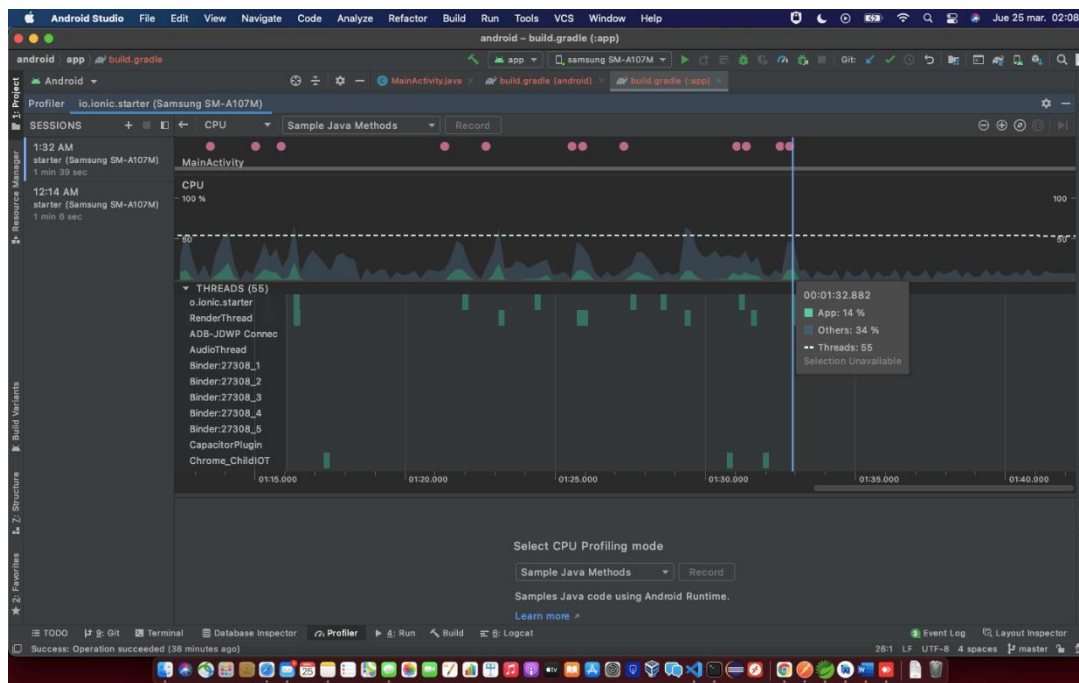 Android Studio File Edit View Navigate Code Analyze Refactor Build Run Tools VCS Window Help Jue 25 mar. 02:08
android – build.gradle (:app)
android app build.gradle app samsung SM-A107M Git:
Android MainActivity.java build.gradle (android) build.gradle (:app)
1: Project
Resource Manager
Build Variants
7: Structure
2: Favorites
Profiler io.ionic.starter (Samsung SM-A107M)
SESSIONS CPU Sample Java Methods Record
1:32 AM
starter (Samsung SM-A107M)
1 min 39 sec
12:14 AM
starter (Samsung SM-A107M)
1 min 6 sec
MainActivity
CPU
100 % 100
50 50
THREADS (55)
o.ionic.starter
RenderThread
ADB-JDWP Connec
AudioThread
Binder:27308_1
Binder:27308_2
Binder:27308_3
Binder:27308_4
Binder:27308_5
CapacitorPlugin
Chrome_ChildIOT
00:01:32.882
App: 14 %
Others: 34 %
Threads: 55
Selection Unavailable
01:15.000 01:20.000 01:25.000 01:30.000 01:35.000 01:40.000
Select CPU Profiling mode
Sample Java Methods Record
Samples Java code using Android Runtime.
Learn more
TODO 9: Git Terminal Database Inspector Profiler 4: Run Build 6: Logcat Event Log Layout Inspector
Success: Operation succeeded (38 minutes ago) 26:1 LF UTF-8 4 spaces master